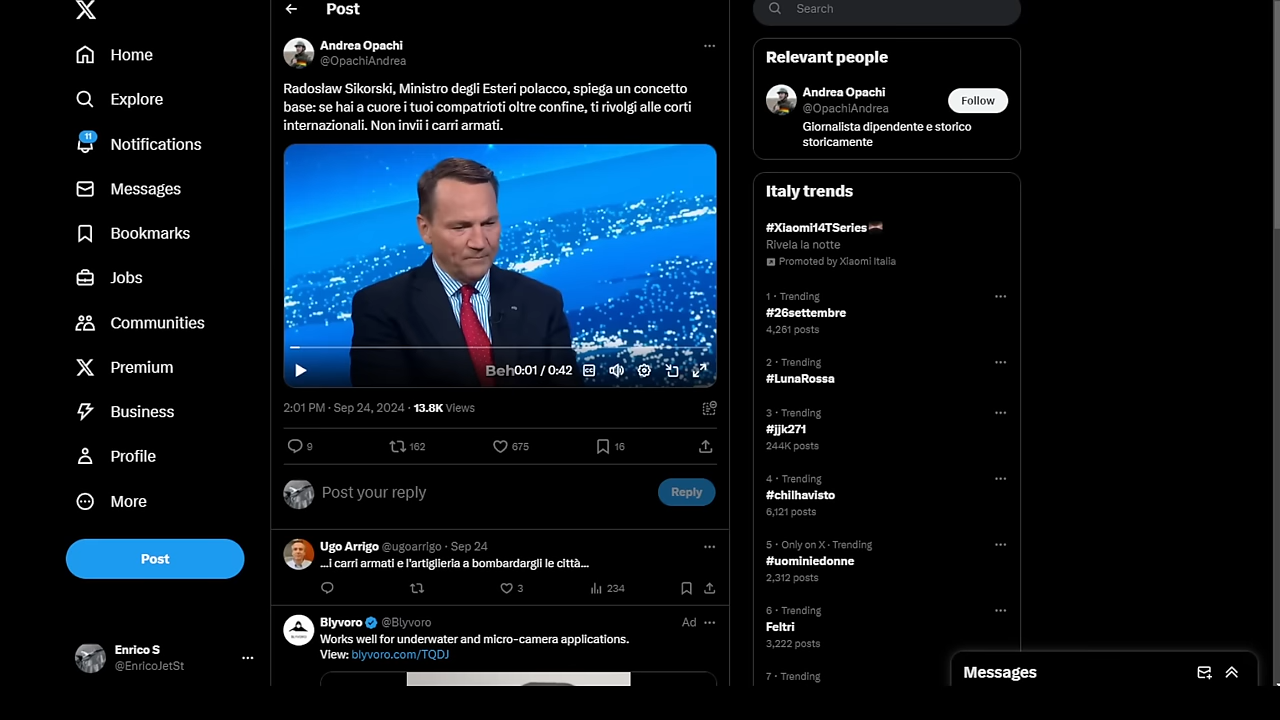 Home
Explore
11
Notifications
Messages
Bookmarks
Jobs
Communities
Premium
Business
Profile
More
Post
Enrico S
@EnricoJetSt
Post
Andrea Opachi
@OpachiAndrea
Radoslaw Sikorski, Ministro degli Esteri polacco, spiega un concetto
base: se hai a cuore i tuoi compatrioti oltre confine, ti rivolgi alle corti
internazionali. Non invii i carri armati.
Beh
0:01 / 0:42
2:01 PM · Sep 24, 2024 · 13.8K Views
9 162 675 16
Post your reply
Reply
Ugo Arrigo @ugoarrigo · Sep 24
...i carri armati e l'artiglieria a bombardargli le città...
3 234
Blyvoro @Blyvoro Ad
BLYVORO
Works well for underwater and micro-camera applications.
View: blyvoro.com/TQDJ
Search
Relevant people
Andrea Opachi
@OpachiAndrea
Follow
Giornalista dipendente e storico
storicamente
Italy trends
#Xiaomi14TSeries
Rivela la notte
Promoted by Xiaomi Italia
1 · Trending
#26settembre
4,261 posts
2 · Trending
#LunaRossa
3 · Trending
#jjk271
244K posts
4 · Trending
#chilhavisto
6,121 posts
5 · Only on X · Trending
#uominiedonne
2,312 posts
6 · Trending
Feltri
3,222 posts
7 · Trending
Messages